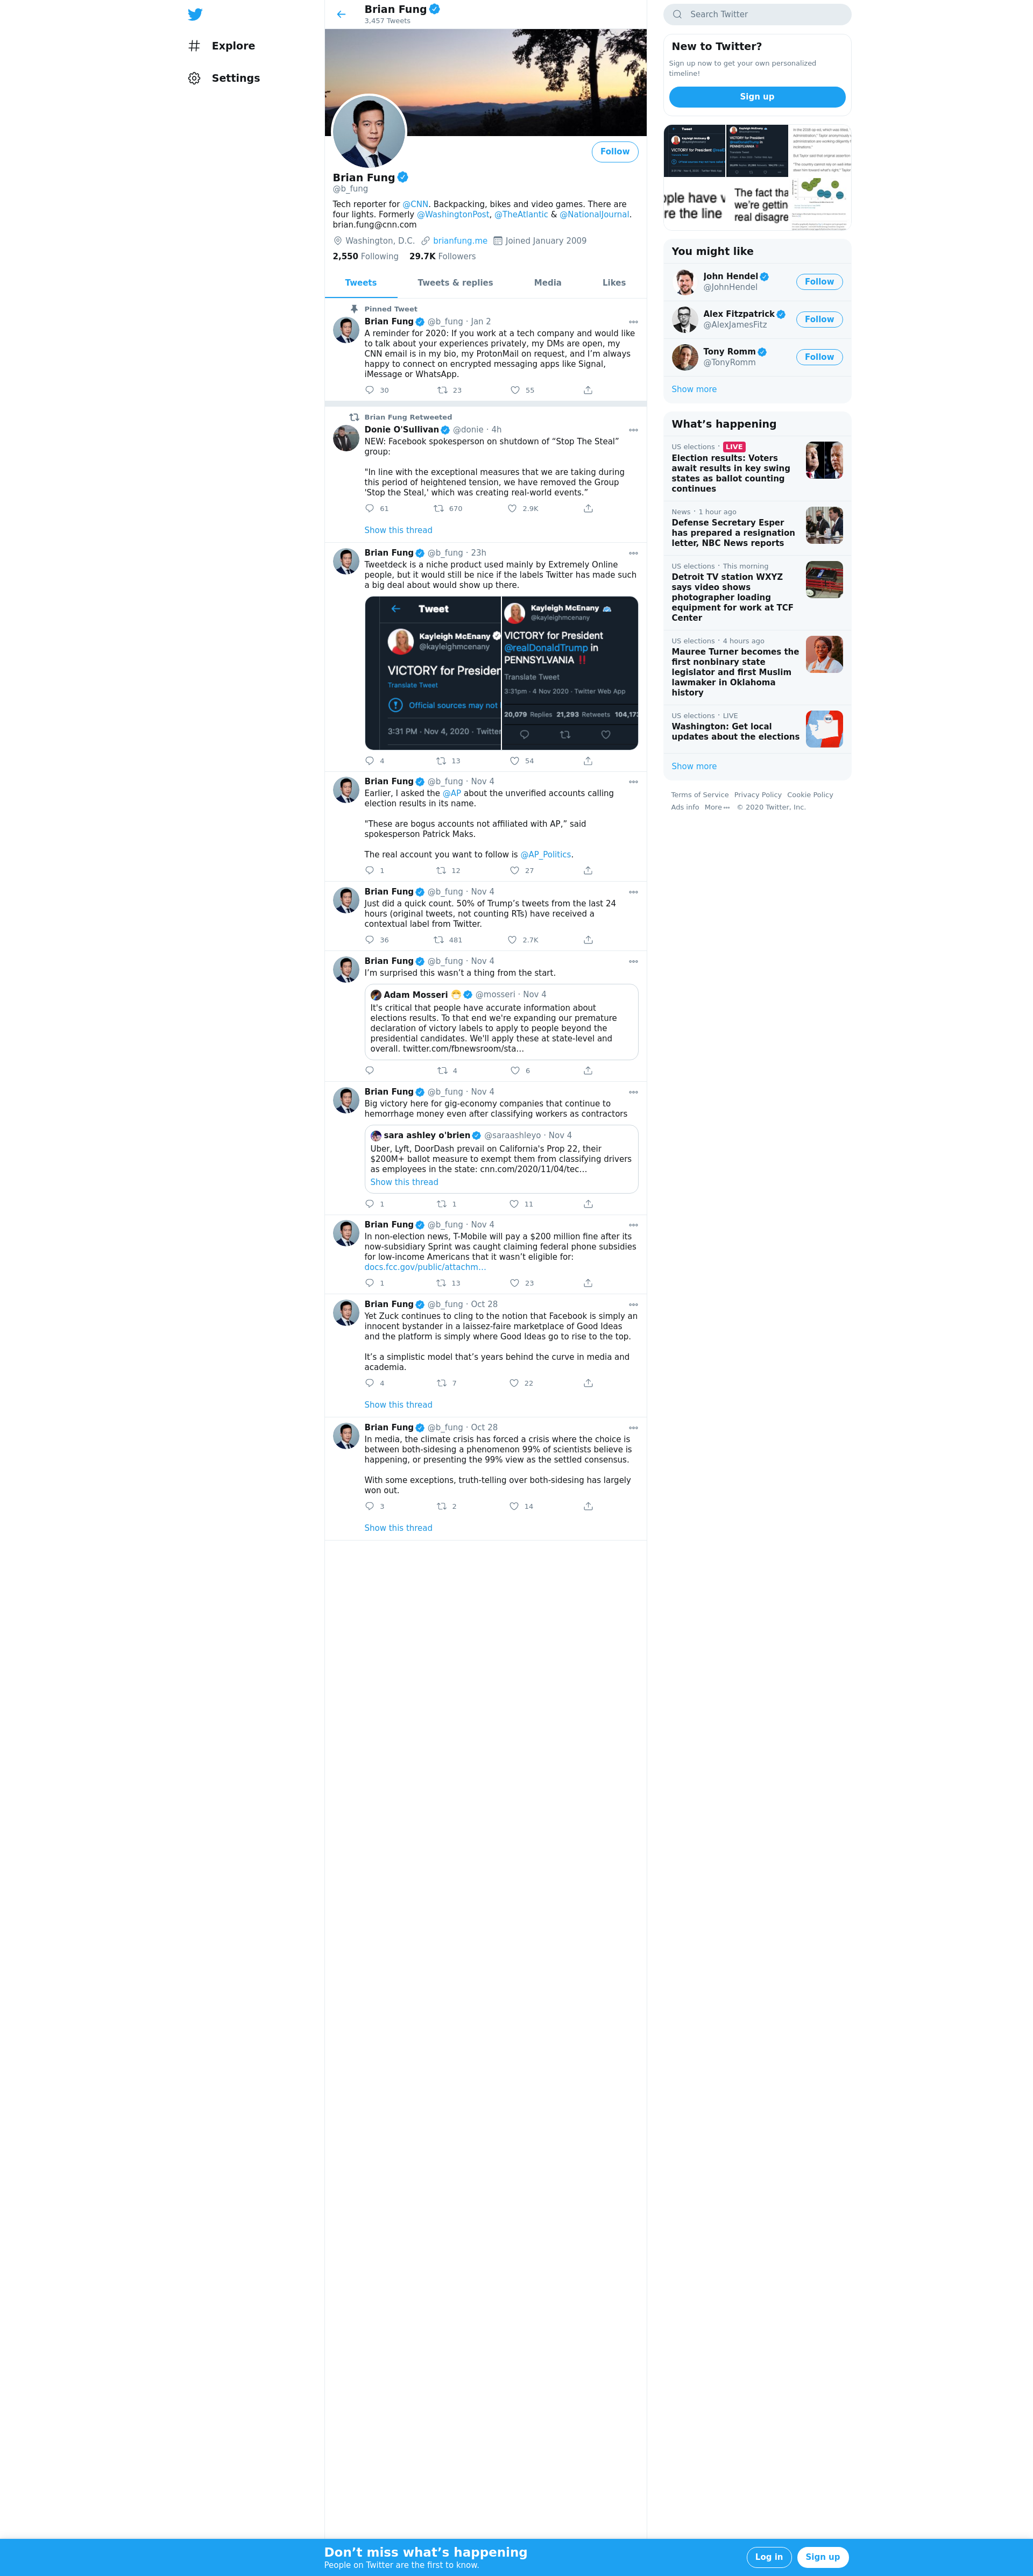 Explore
Settings
Brian Fung
3,457 Tweets
Follow
Brian Fung
@b_fung
Tech reporter for @CNN. Backpacking, bikes and video games. There are
four lights. Formerly @WashingtonPost, @TheAtlantic & @NationalJournal.
brian.fung@cnn.com
Washington, D.C. brianfung.me Joined January 2009
2,550 Following 29.7K Followers
Tweets Tweets & replies Media Likes
Pinned Tweet
Brian Fung @b_fung · Jan 2
A reminder for 2020: If you work at a tech company and would like
to talk about your experiences privately, my DMs are open, my
CNN email is in my bio, my ProtonMail on request, and I’m always
happy to connect on encrypted messaging apps like Signal,
iMessage or WhatsApp.
30 23 55
Brian Fung Retweeted
Donie O'Sullivan @donie · 4h
NEW: Facebook spokesperson on shutdown of “Stop The Steal”
group:
"In line with the exceptional measures that we are taking during
this period of heightened tension, we have removed the Group
'Stop the Steal,' which was creating real-world events.”
61 670 2.9K
Show this thread
Brian Fung @b_fung · 23h
Tweetdeck is a niche product used mainly by Extremely Online
people, but it would still be nice if the labels Twitter has made such
a big deal about would show up there.
Tweet
Kayleigh McEnany
@kayleighmcenany
VICTORY for Presiden
Translate Tweet
Official sources may not
3:31 PM · Nov 4, 2020 · Twitter
Kayleigh McEnany
@kayleighmcenany
VICTORY for President
@realDonaldTrump in
PENNSYLVANIA ‼️
Translate Tweet
3:31pm · 4 Nov 2020 · Twitter Web App
20,079 Replies 21,293 Retweets 104,17
4 13 54
Brian Fung @b_fung · Nov 4
Earlier, I asked the @AP about the unverified accounts calling
election results in its name.
"These are bogus accounts not affiliated with AP,” said
spokesperson Patrick Maks.
The real account you want to follow is @AP_Politics.
1 12 27
Brian Fung @b_fung · Nov 4
Just did a quick count. 50% of Trump’s tweets from the last 24
hours (original tweets, not counting RTs) have received a
contextual label from Twitter.
36 481 2.7K
Brian Fung @b_fung · Nov 4
I’m surprised this wasn’t a thing from the start.
Adam Mosseri 😷 @mosseri · Nov 4
It's critical that people have accurate information about
elections results. To that end we're expanding our premature
declaration of victory labels to apply to people beyond the
presidential candidates. We'll apply these at state-level and
overall. twitter.com/fbnewsroom/sta…
4 6
Brian Fung @b_fung · Nov 4
Big victory here for gig-economy companies that continue to
hemorrhage money even after classifying workers as contractors
sara ashley o'brien @saraashleyo · Nov 4
Uber, Lyft, DoorDash prevail on California's Prop 22, their
$200M+ ballot measure to exempt them from classifying drivers
as employees in the state: cnn.com/2020/11/04/tec…
Show this thread
1 1 11
Brian Fung @b_fung · Nov 4
In non-election news, T-Mobile will pay a $200 million fine after its
now-subsidiary Sprint was caught claiming federal phone subsidies
for low-income Americans that it wasn’t eligible for:
docs.fcc.gov/public/attachm…
1 13 23
Brian Fung @b_fung · Oct 28
Yet Zuck continues to cling to the notion that Facebook is simply an
innocent bystander in a laissez-faire marketplace of Good Ideas
and the platform is simply where Good Ideas go to rise to the top.
It’s a simplistic model that’s years behind the curve in media and
academia.
4 7 22
Show this thread
Brian Fung @b_fung · Oct 28
In media, the climate crisis has forced a crisis where the choice is
between both-sidesing a phenomenon 99% of scientists believe is
happening, or presenting the 99% view as the settled consensus.
With some exceptions, truth-telling over both-sidesing has largely
won out.
3 2 14
Show this thread
Search Twitter
New to Twitter?
Sign up now to get your own personalized
timeline!
Sign up
ople have v
re the line
The fact tha
we’re getting
real disagre
You might like
John Hendel
@JohnHendel
Follow
Alex Fitzpatrick
@AlexJamesFitz
Follow
Tony Romm
@TonyRomm
Follow
Show more
What’s happening
US elections · LIVE
Election results: Voters
await results in key swing
states as ballot counting
continues
News · 1 hour ago
Defense Secretary Esper
has prepared a resignation
letter, NBC News reports
US elections · This morning
Detroit TV station WXYZ
says video shows
photographer loading
equipment for work at TCF
Center
US elections · 4 hours ago
Mauree Turner becomes the
first nonbinary state
legislator and first Muslim
lawmaker in Oklahoma
history
US elections · LIVE
Washington: Get local
updates about the elections
Show more
Terms of Service Privacy Policy Cookie Policy
Ads info More © 2020 Twitter, Inc.
Don’t miss what’s happening
People on Twitter are the first to know.
Log in Sign up